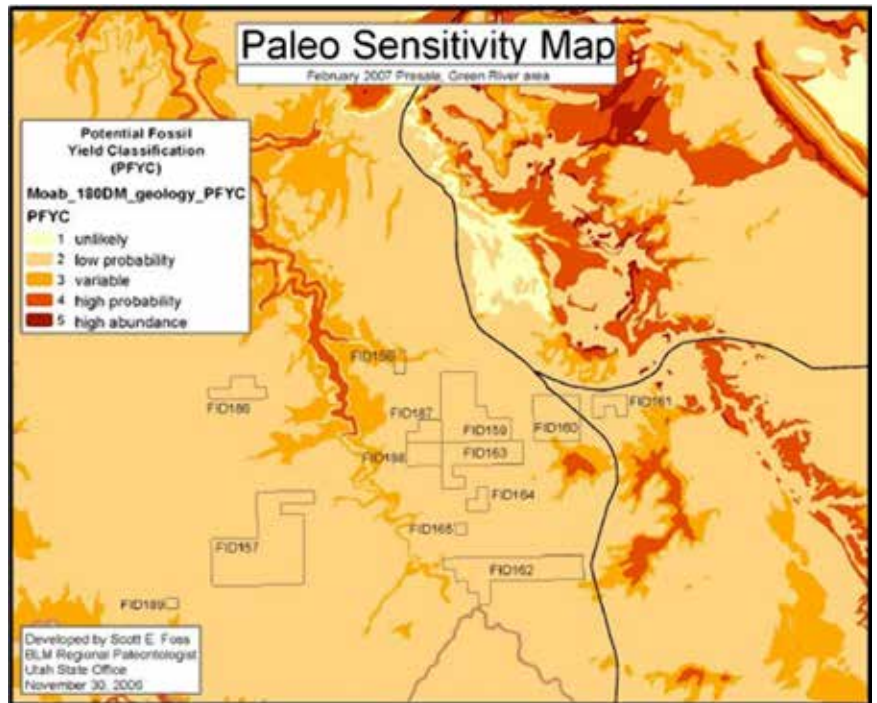 Paleo Sensitivity Map
February 2007 Presale, Green River area
Potential Fossil
Yield Classification
(PFYC)
Moab_180DM_geology_PFYC
PFYC
1 unlikely
2 low probability
3 variable
4 high probability
5 high abundance
FID156
FID186
FID187
FID161
FID159
FID160
FID188
FID163
FID164
FID165
FID157
FID162
FID189
Developed by Scott E. Foss
BLM Regional Paleontologist
Utah State Office
November 30, 2006